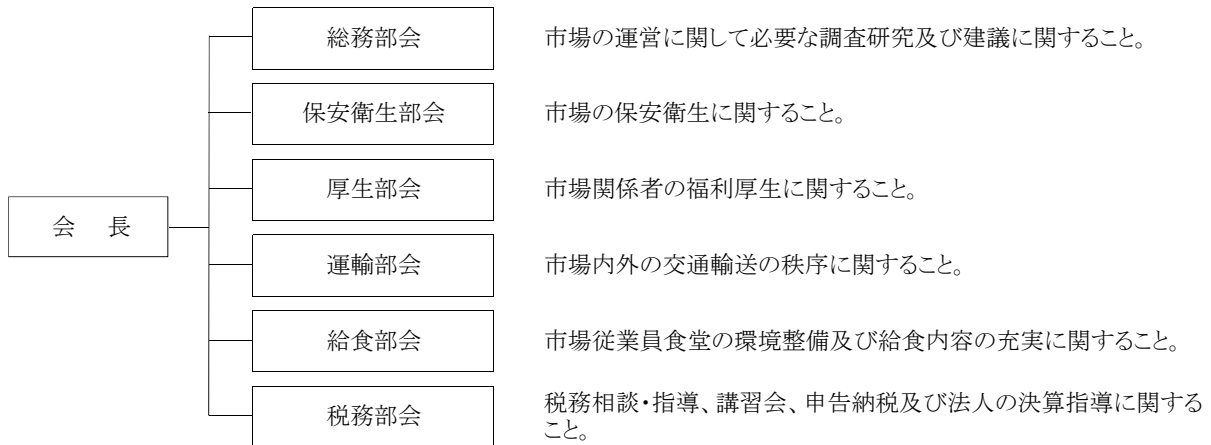 総務部会 市場の運営に関して必要な調査研究及び建議に関すること。
保安衛生部会 市場の保安衛生に関すること。
厚生部会 市場関係者の福利厚生に関すること。
会 長
運輸部会 市場内外の交通輸送の秩序に関すること。
給食部会 市場従業員食堂の環境整備及び給食内容の充実に関すること。
税務部会 税務相談・指導、講習会、申告納税及び法人の決算指導に関する
こと。